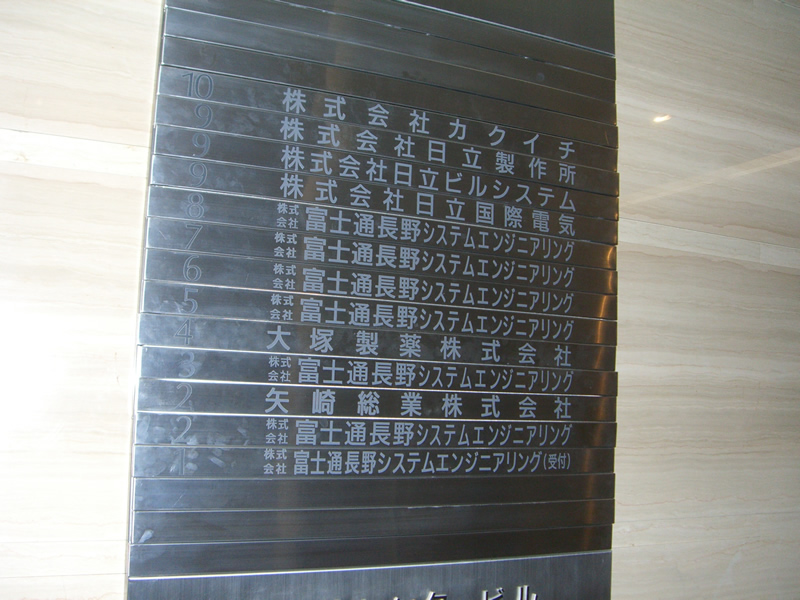 10 株式会社カクイチ
9 株式会社日立製作所
9 株式会社日立ビルシステム
9 株式会社日立国際電気
8 株式会社富士通長野システムエンジニアリング
7 株式会社富士通長野システムエンジニアリング
6 株式会社富士通長野システムエンジニアリング
5 株式会社富士通長野システムエンジニアリング
4 大塚製薬株式会社
3 株式会社富士通長野システムエンジニアリング
2 矢崎総業株式会社
2 株式会社富士通長野システムエンジニアリング
1 株式会社富士通長野システムエンジニアリング(受付)
ビル